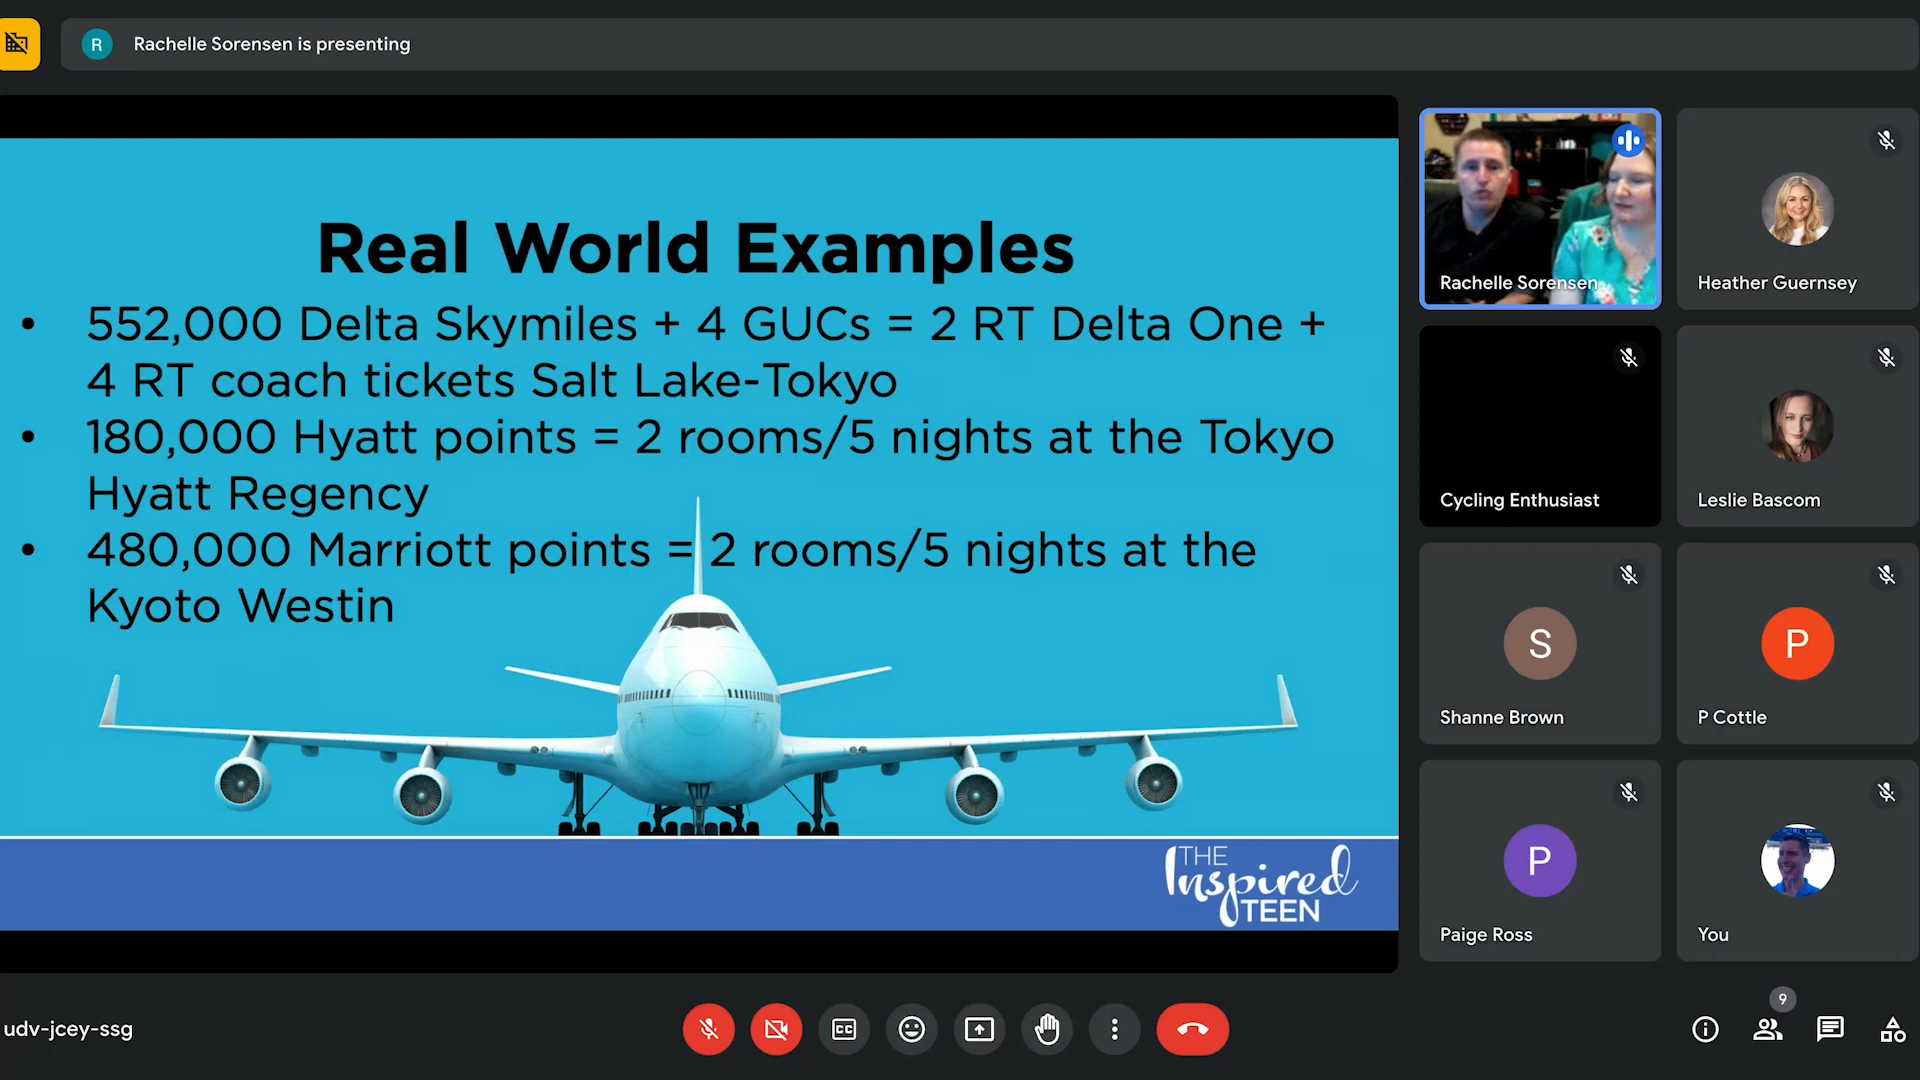 R Rachelle Sorensen is presenting
Real World Examples
• 552,000 Delta Skymiles + 4 GUCs = 2 RT Delta One +
4 RT coach tickets Salt Lake-Tokyo
• 180,000 Hyatt points = 2 rooms/5 nights at the Tokyo
Hyatt Regency
• 480,000 Marriott points = 2 rooms/5 nights at the
Kyoto Westin
THE
Inspired
TEEN
Rachelle Sorensen
Heather Guernsey
Cycling Enthusiast
Leslie Bascom
S
Shanne Brown
P
P Cottle
P
Paige Ross
You
udv-jcey-ssg
CC
9